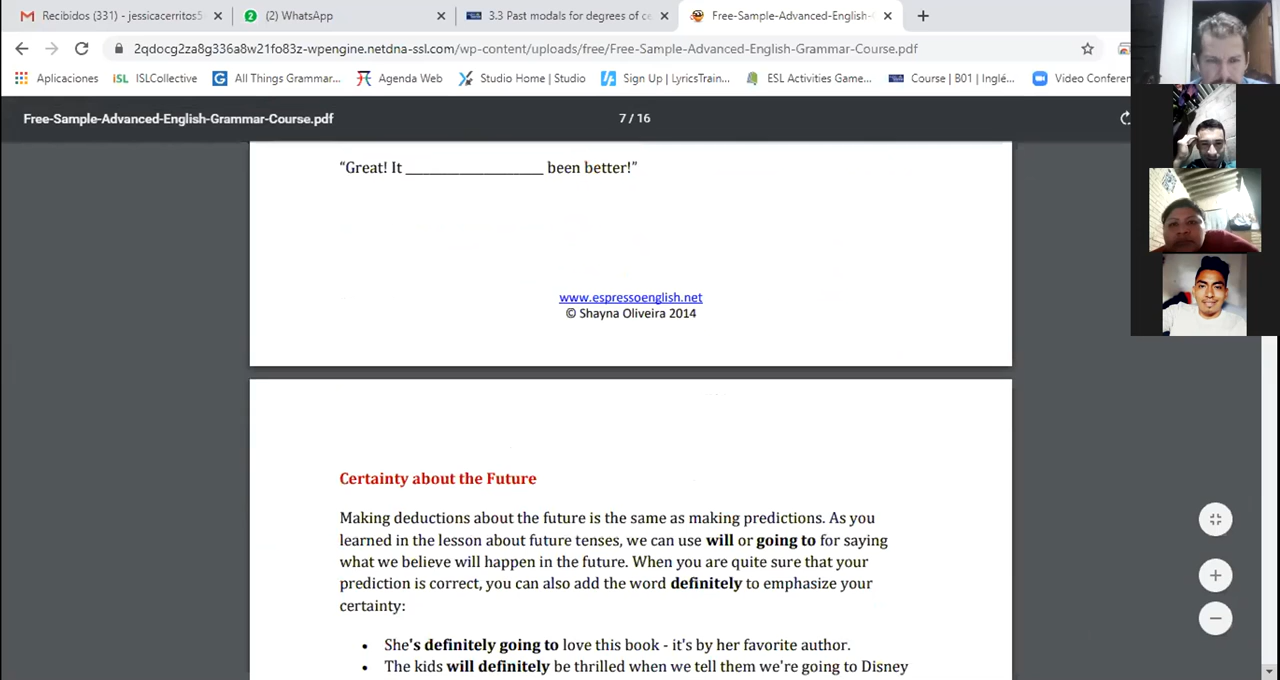 Recibidos (331) - jessicacerritos5
(2) WhatsApp
3.3 Past modals for degrees of ce
Free-Sample-Advanced-English-
2qdocg2za8g336a8w21fo83z-wpengine.netdna-ssl.com/wp-content/uploads/free/Free-Sample-Advanced-English-Grammar-Course.pdf
Aplicaciones
ISLCollective
All Things Grammar...
Agenda Web
Studio Home | Studio
Sign Up | LyricsTrain...
ESL Activities Game...
Course | B01 | Inglé...
Video Conferen
Free-Sample-Advanced-English-Grammar-Course.pdf
7 / 16
“Great! It ________________ been better!”
www.espressoenglish.net
© Shayna Oliveira 2014
Certainty about the Future
Making deductions about the future is the same as making predictions. As you
learned in the lesson about future tenses, we can use will or going to for saying
what we believe will happen in the future. When you are quite sure that your
prediction is correct, you can also add the word definitely to emphasize your
certainty:
• She's definitely going to love this book - it's by her favorite author.
• The kids will definitely be thrilled when we tell them we're going to Disney